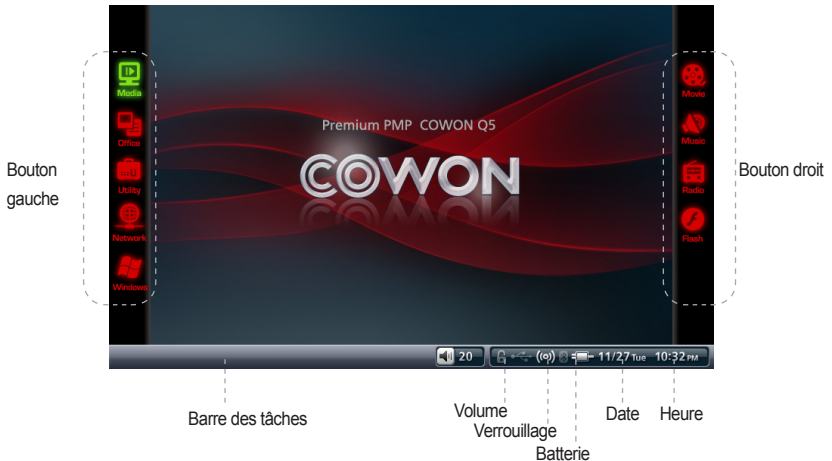 Media
Office
Utility
Network
Windows
Bouton
gauche
Premium PMP COWON Q5
COWON
Movie
Music
Radio
Flash
Bouton droit
20
11/27 Tue 10:32 PM
Barre des tâches
Volume
Verrouillage
Batterie
Date
Heure